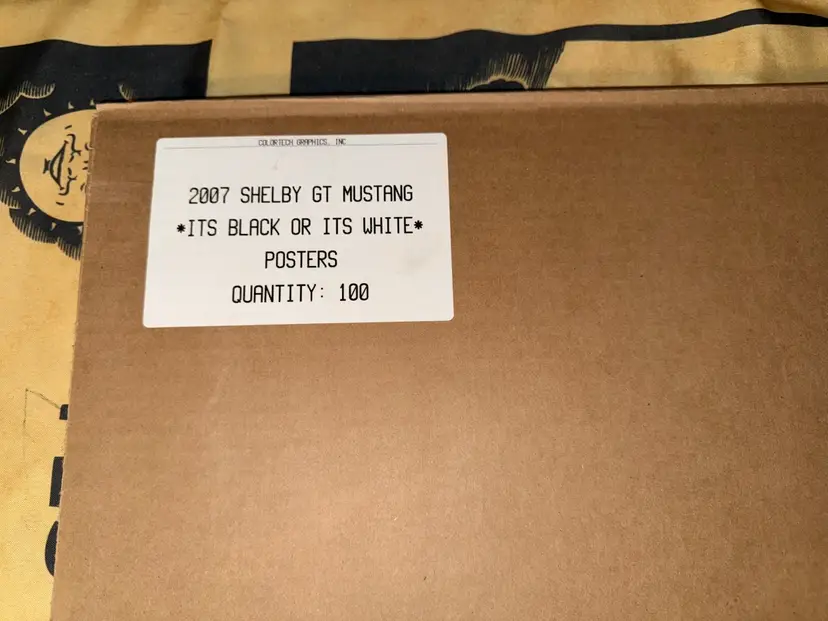 COLORTECH GRAPHICS, INC
2007 SHELBY GT MUSTANG
*ITS BLACK OR ITS WHITE*
POSTERS
QUANTITY: 100